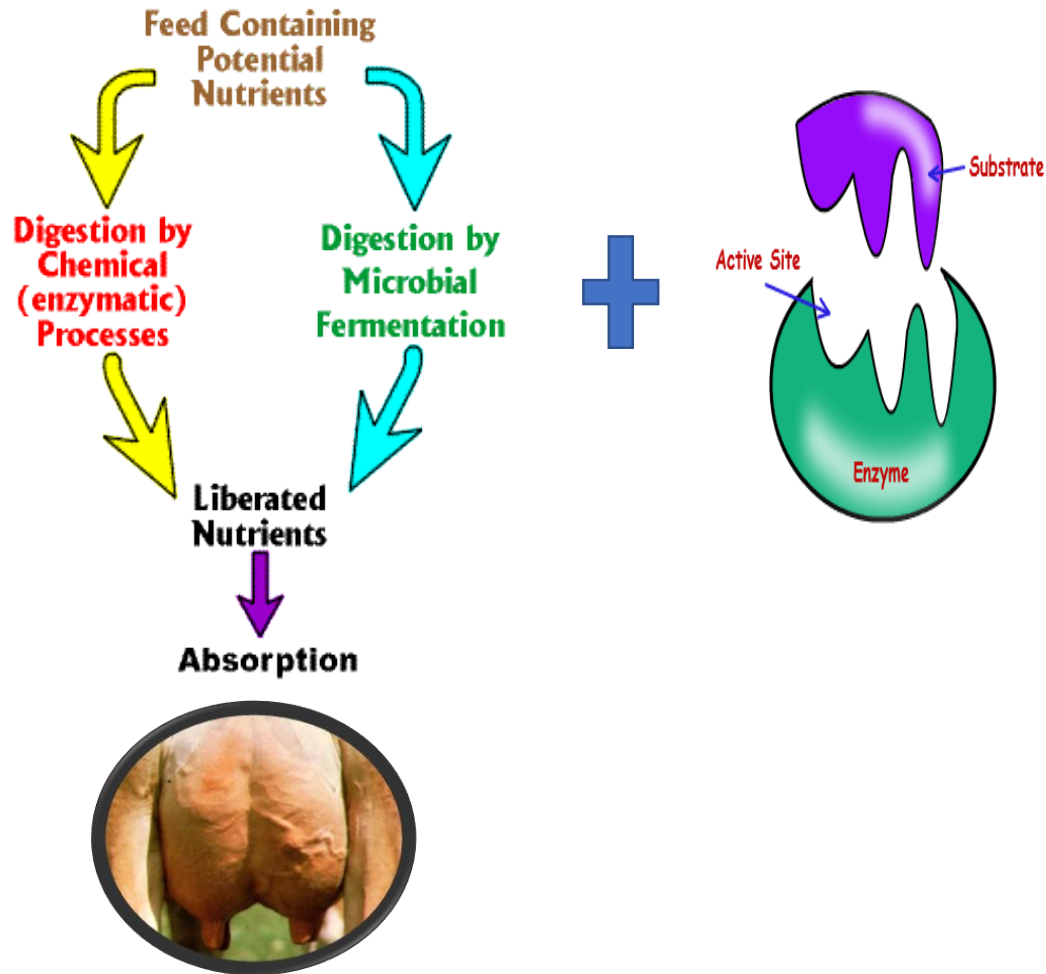 Feed Containing
Potential
Nutrients
Digestion by
Chemical
(enzymatic)
Processes
Digestion by
Microbial
Fermentation
Liberated
Nutrients
Absorption
Substrate
Active Site
Enzyme